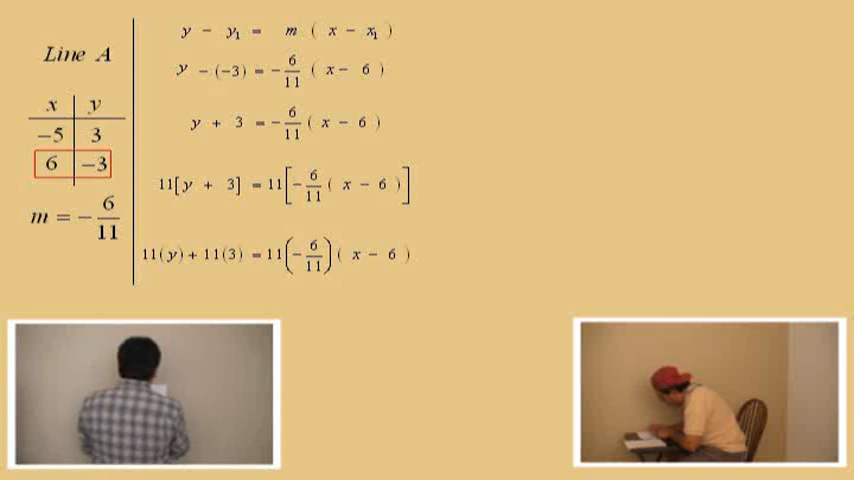 Line A
x y
−5 3
6 −3
m = − 6/11
y − y₁ = m ( x − x₁ )
y − (−3) = − 6/11 ( x − 6 )
y + 3 = − 6/11 ( x − 6 )
11[ y + 3 ] = 11[ − 6/11 ( x − 6 ) ]
11(y) + 11(3) = 11( − 6/11 ) ( x − 6 )